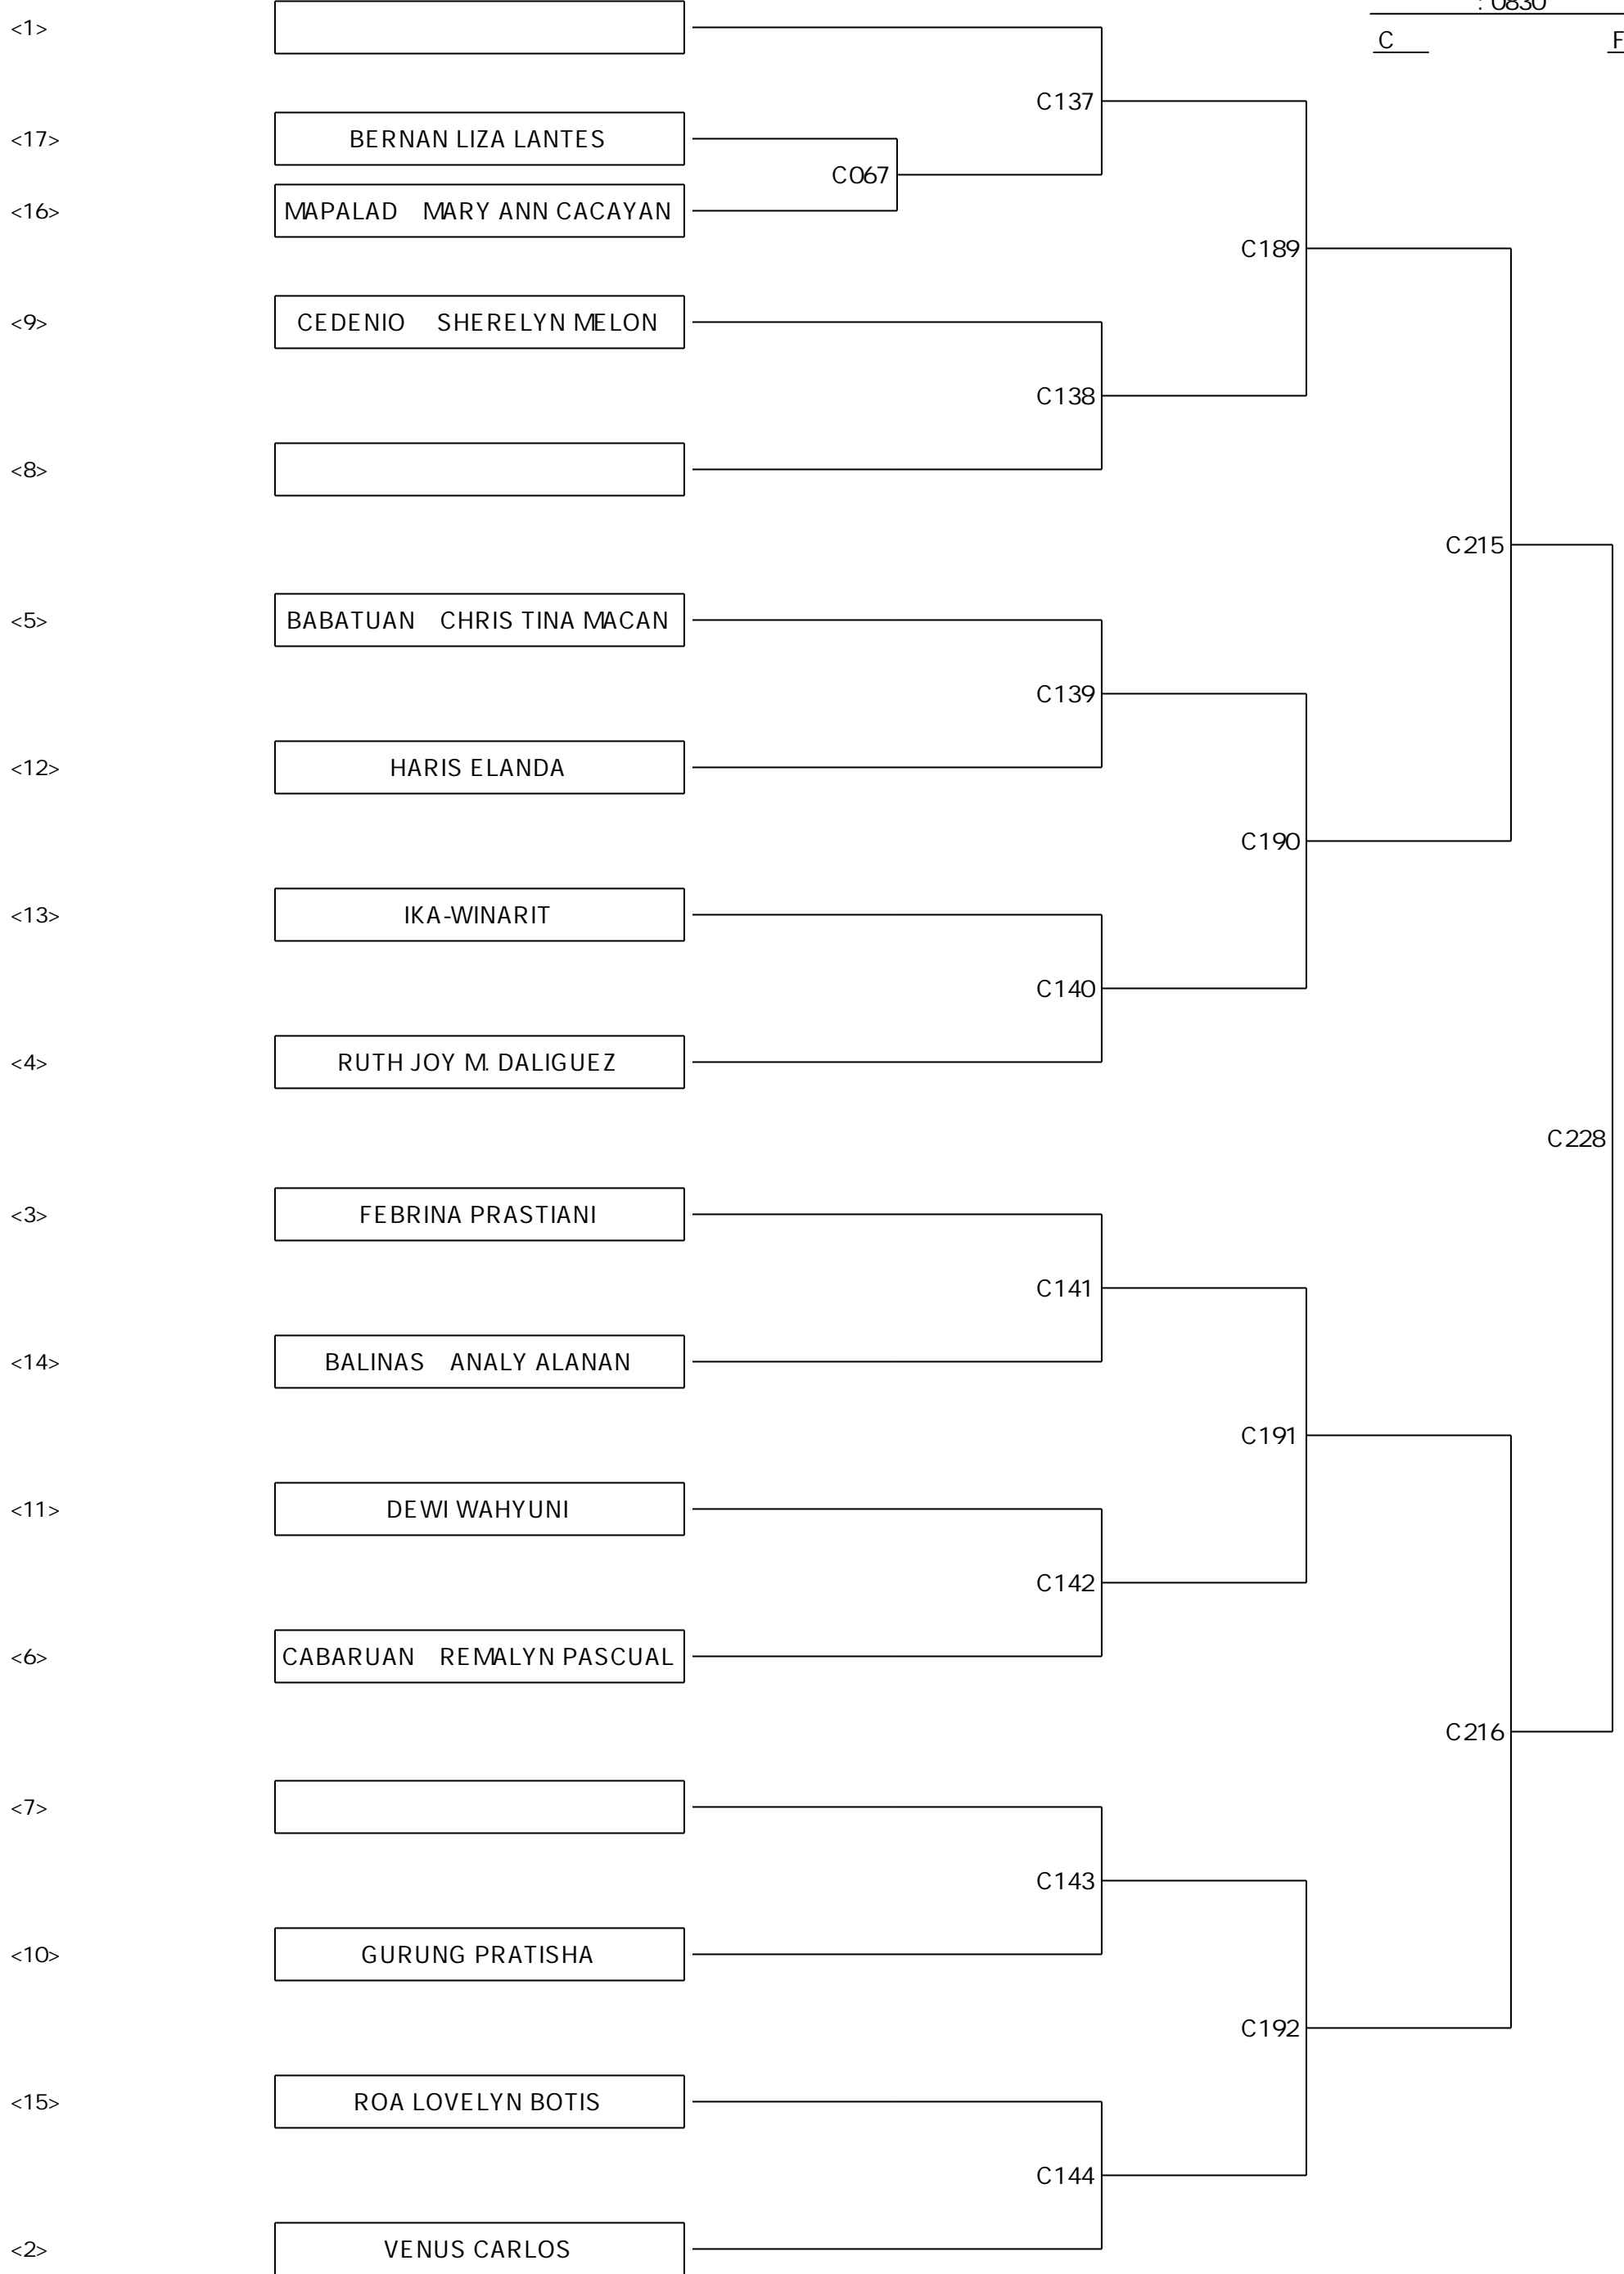 : 0830
<1>
C F
C137
<17> BERNAN LIZA LANTES
C067
<16> MAPALAD MARY ANN CACAYAN
C189
<9> CEDENIO SHERELYN MELON
C138
<8>
C215
<5> BABATUAN CHRIS TINA MACAN
C139
<12> HARIS ELANDA
C190
<13> IKA-WINARIT
C140
<4> RUTH JOY M. DALIGUEZ
C228
<3> FEBRINA PRASTIANI
C141
<14> BALINAS ANALY ALANAN
C191
<11> DEWI WAHYUNI
C142
<6> CABARUAN REMALYN PASCUAL
C216
<7>
C143
<10> GURUNG PRATISHA
C192
<15> ROA LOVELYN BOTIS
C144
<2> VENUS CARLOS